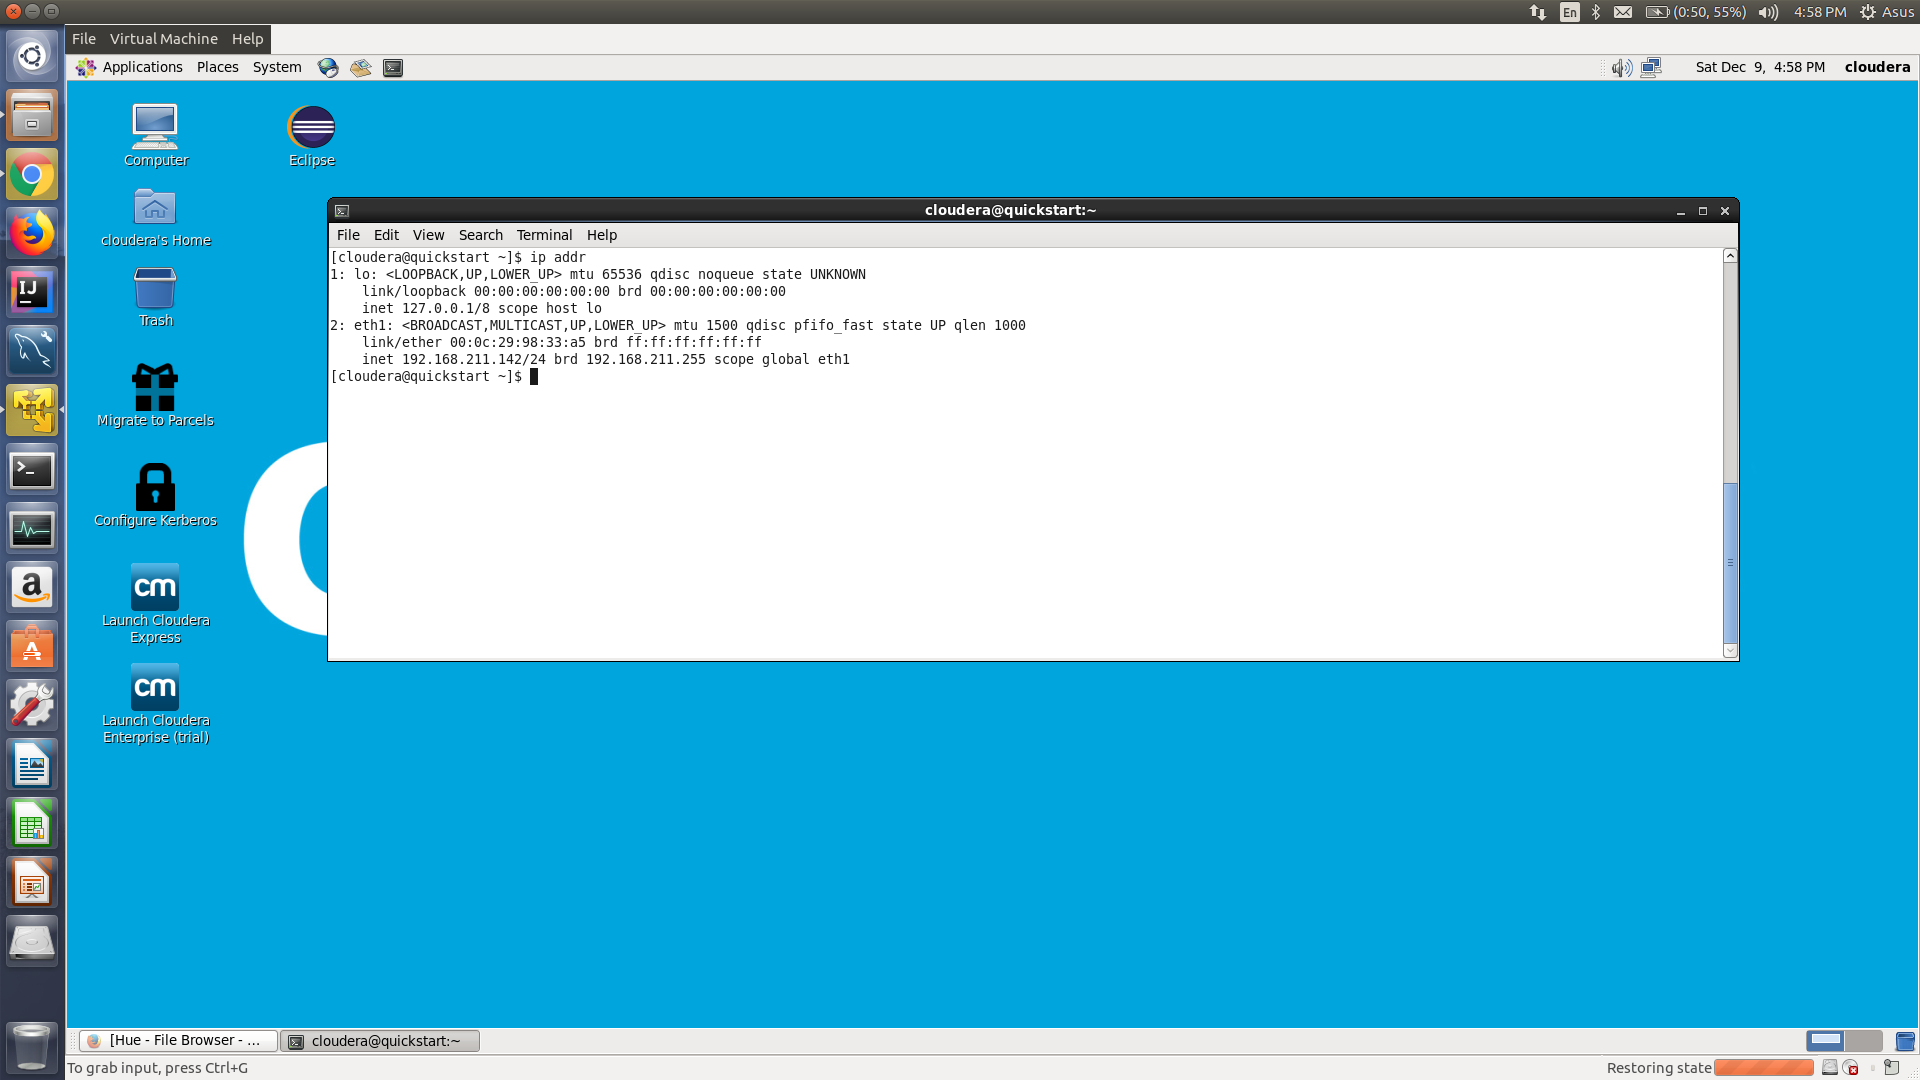 En
(0:50, 55%)
4:58 PM
Asus
File Virtual Machine Help
Applications Places System
Sat Dec 9, 4:58 PM
cloudera
Computer
Eclipse
cloudera's Home
Trash
Migrate to Parcels
Configure Kerberos
cm
Launch Cloudera
Express
cm
Launch Cloudera
Enterprise (trial)
cloudera@quickstart:~
File Edit View Search Terminal Help
[cloudera@quickstart ~]$ ip addr
1: lo: <LOOPBACK,UP,LOWER_UP> mtu 65536 qdisc noqueue state UNKNOWN
    link/loopback 00:00:00:00:00:00 brd 00:00:00:00:00:00
    inet 127.0.0.1/8 scope host lo
2: eth1: <BROADCAST,MULTICAST,UP,LOWER_UP> mtu 1500 qdisc pfifo_fast state UP qlen 1000
    link/ether 00:0c:29:98:33:a5 brd ff:ff:ff:ff:ff:ff
    inet 192.168.211.142/24 brd 192.168.211.255 scope global eth1
[cloudera@quickstart ~]$
IJ
>_
a
A
[Hue - File Browser - ...
cloudera@quickstart:~
To grab input, press Ctrl+G
Restoring state